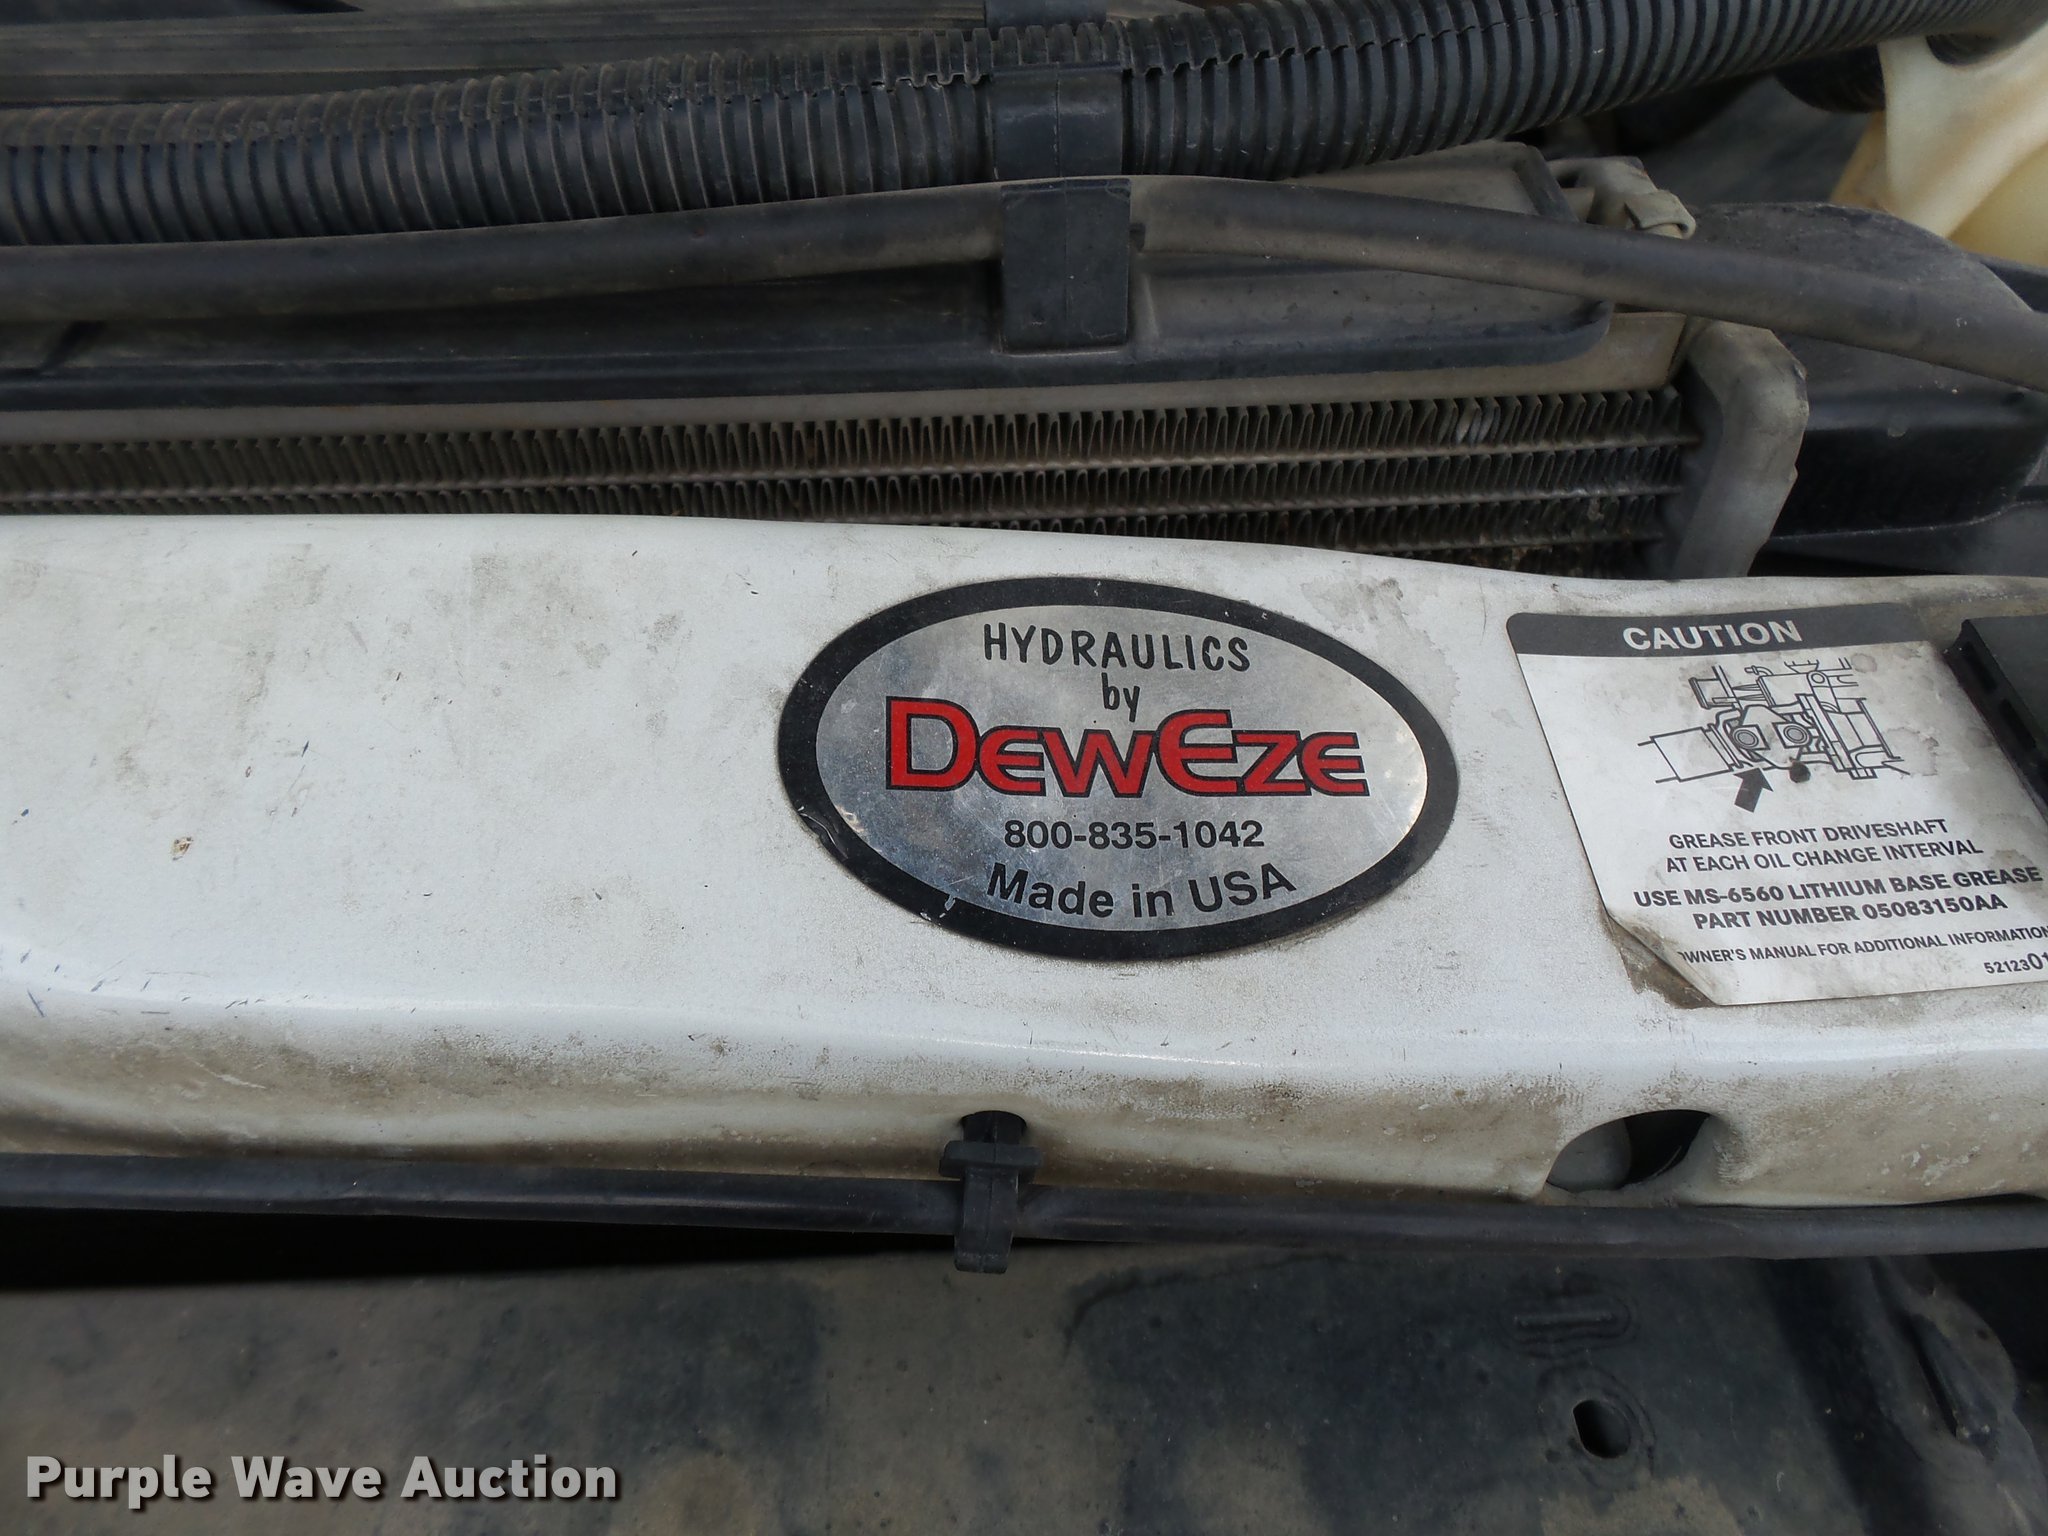 HYDRAULICS
by
DEWEZE
800-835-1042
Made in USA
CAUTION
GREASE FRONT DRIVESHAFT
AT EACH OIL CHANGE INTERVAL
USE MS-6560 LITHIUM BASE GREASE
PART NUMBER 05083150AA
OWNER'S MANUAL FOR ADDITIONAL INFORMATION
5212301
Purple Wave Auction